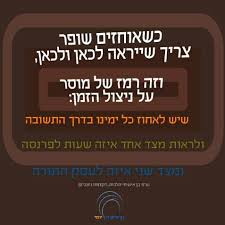 כשאוחזים שופר
צריך שייראה לכאן ולכאן,
וזה רמז של מוסר
על ניצול הזמן:
שיש לאחוז כל ימינו בדרך התשובה
ולראות מצד אחד איזה שעות לפרנסה
ומצד שני איזה לעסק התורה